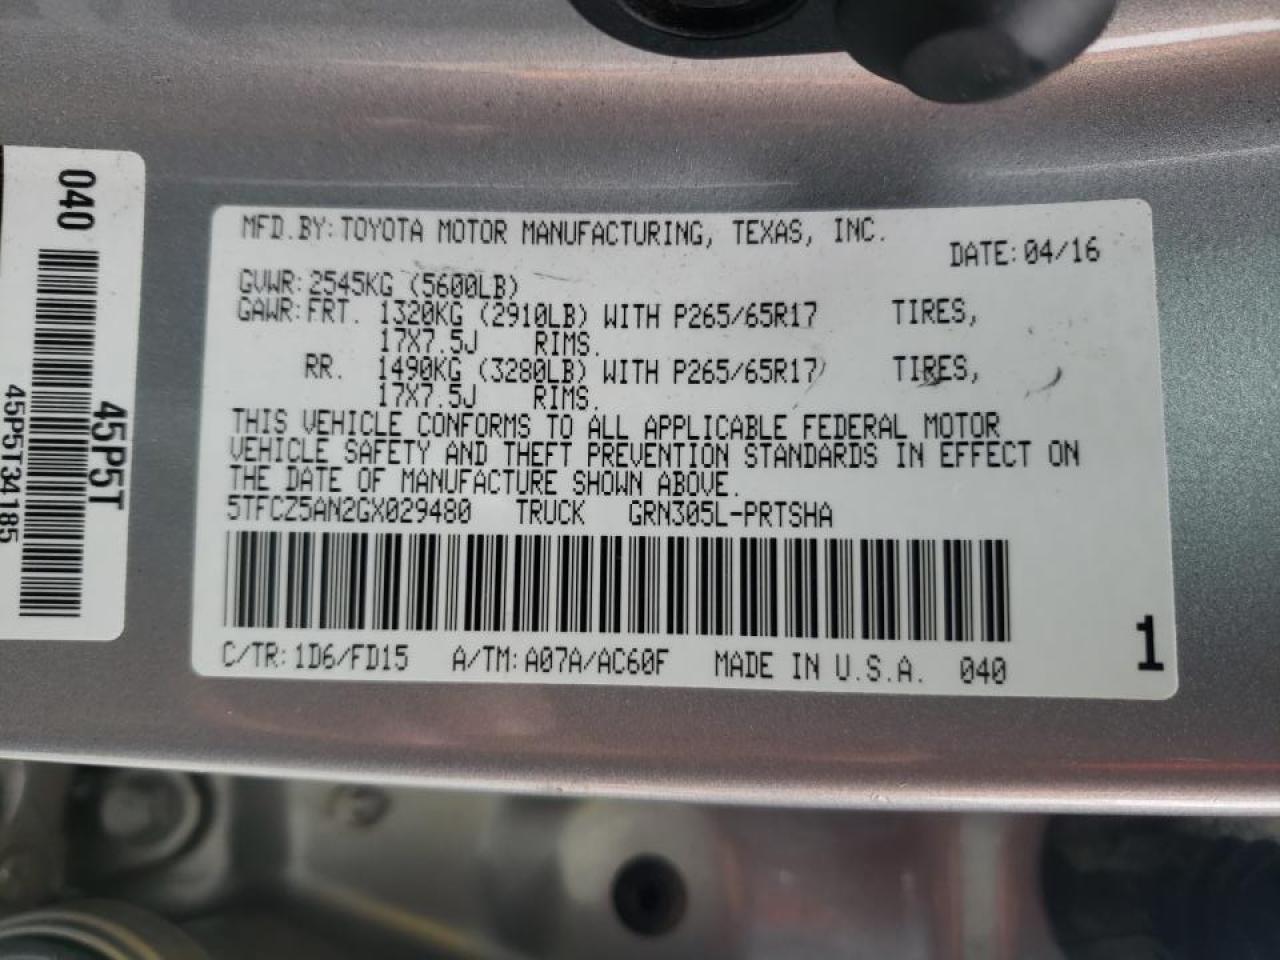 040
45P5T
45P5T34185
MFD.BY:TOYOTA MOTOR MANUFACTURING, TEXAS, INC.
DATE:04/16
GVWR:2545KG (5600LB)
GAWR:FRT. 1320KG (2910LB) WITH P265/65R17 TIRES,
17X7.5J RIMS.
RR. 1490KG (3280LB) WITH P265/65R17 TIRES,
17X7.5J RIMS.
THIS VEHICLE CONFORMS TO ALL APPLICABLE FEDERAL MOTOR
VEHICLE SAFETY AND THEFT PREVENTION STANDARDS IN EFFECT ON
THE DATE OF MANUFACTURE SHOWN ABOVE.
5TFCZ5AN2GX029480 TRUCK GRN305L-PRTSHA
C/TR:1D6/FD15 A/TM:A07A/AC60F MADE IN U.S.A. 040
1